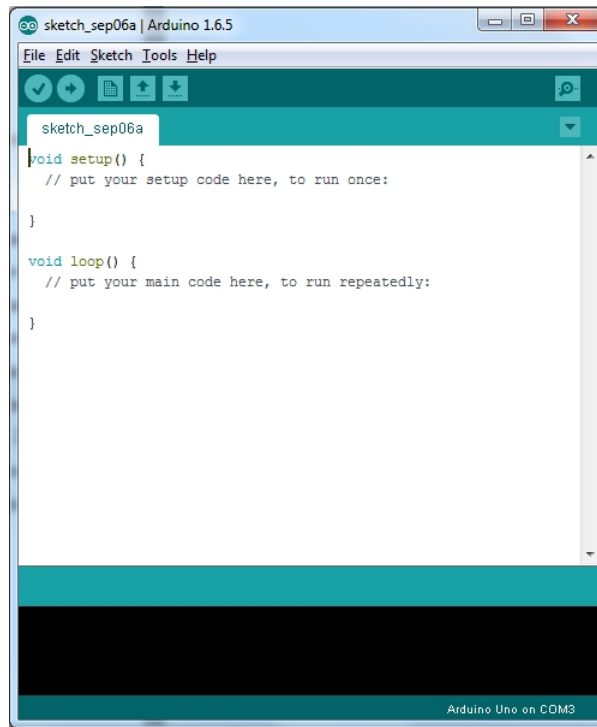 sketch_sep06a | Arduino 1.6.5
File Edit Sketch Tools Help
sketch_sep06a
void setup() {
  // put your setup code here, to run once:
}
void loop() {
  // put your main code here, to run repeatedly:
}
Arduino Uno on COM3